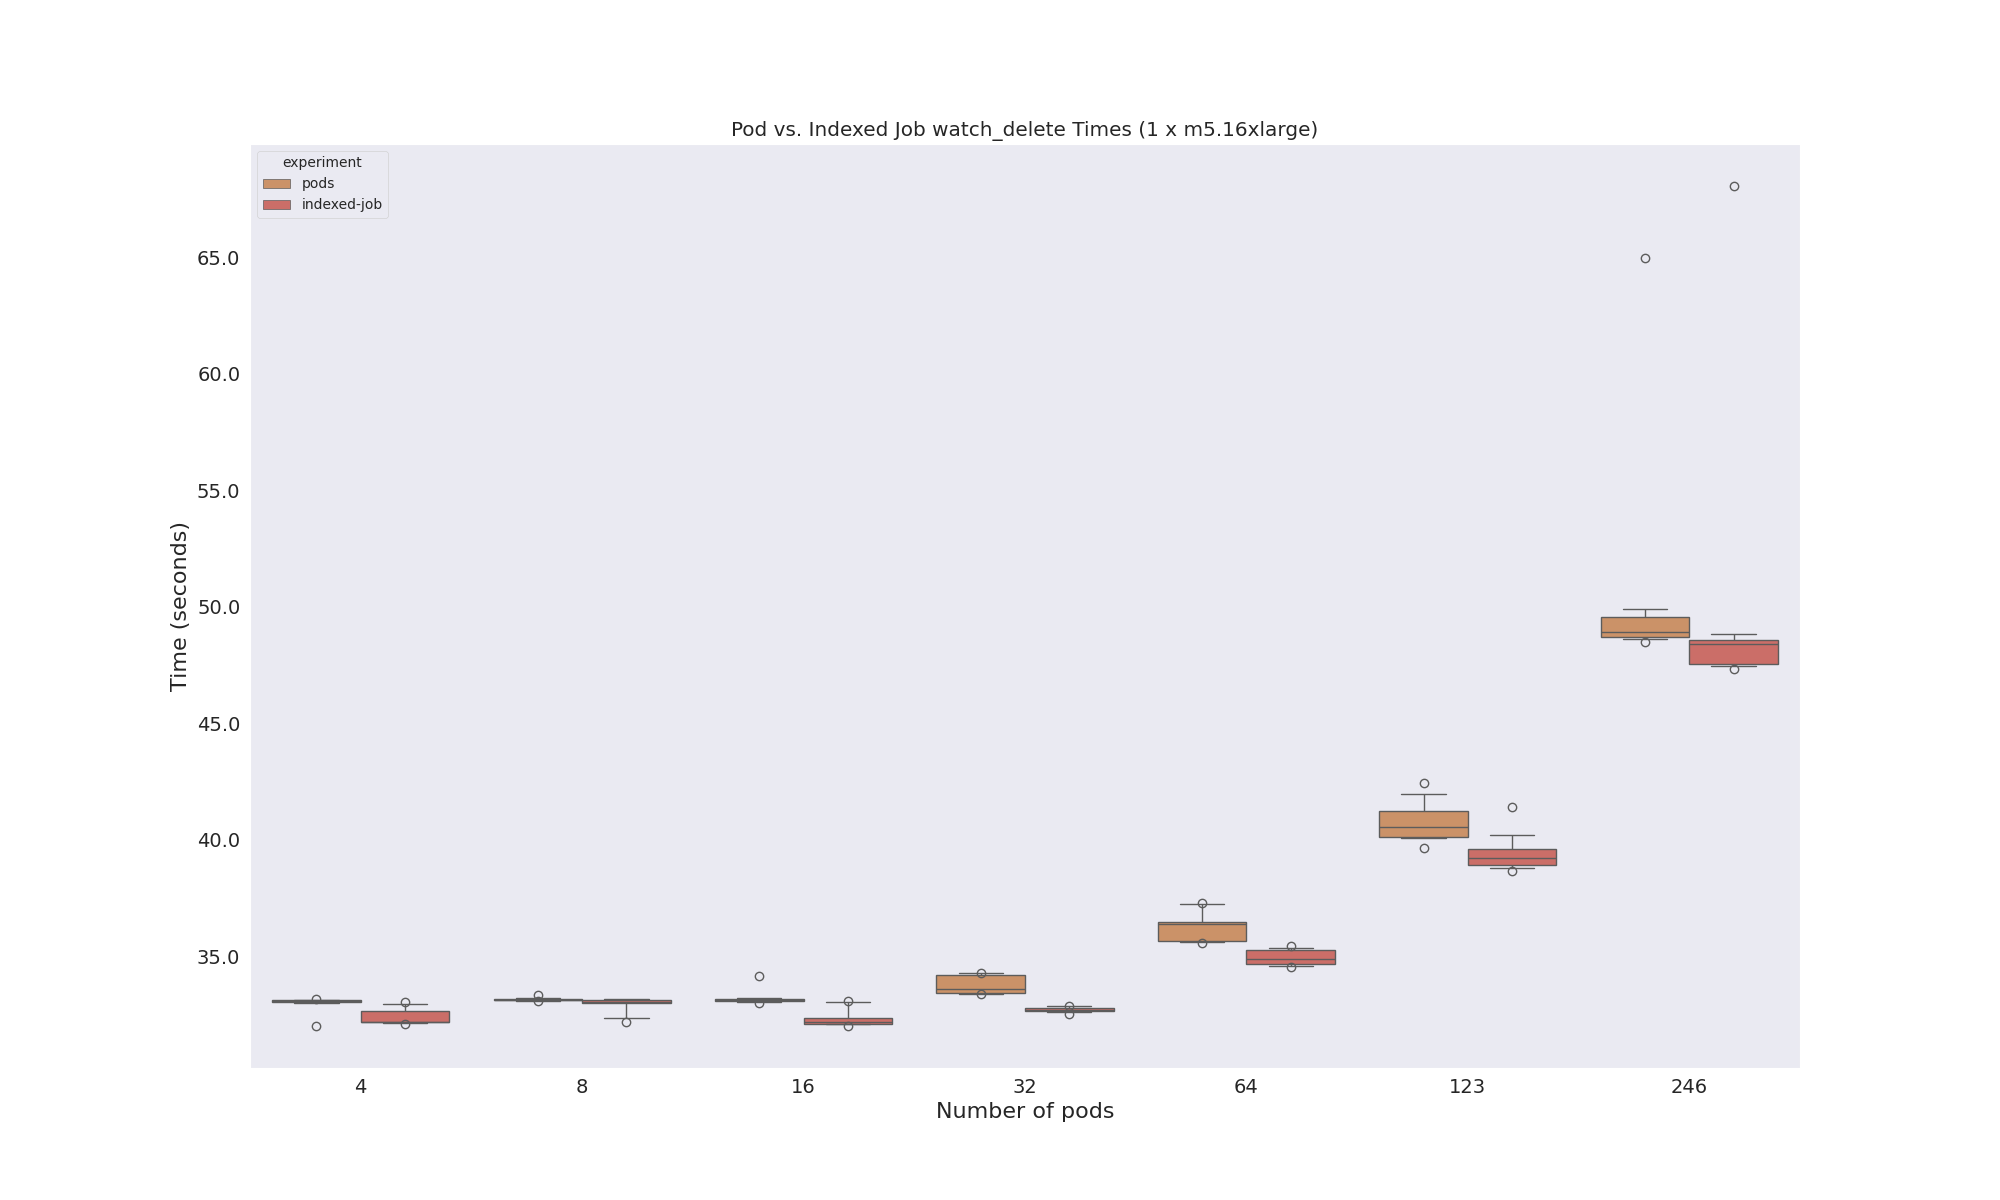 Pod vs. Indexed Job watch_delete Times (1 x m5.16xlarge)
experiment
pods
indexed-job
65.0
60.0
55.0
50.0
45.0
40.0
35.0
Time (seconds)
4 8 16 32 64 123 246
Number of pods